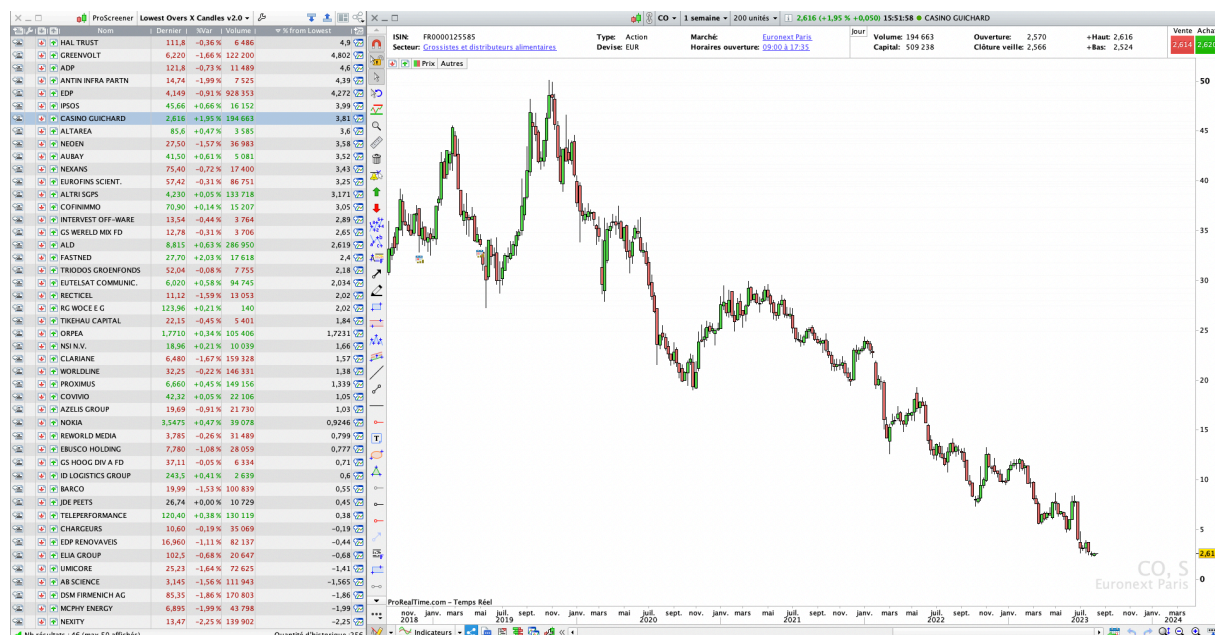 ProScreener Lowest Overs X Candles v2.0
Nom Dernier %Var Volume % from Lowest
HAL TRUST 111,8 −0,36 % 6 486 4,9
GREENVOLT 6,220 −1,66 % 122 200 4,802
ADP 121,8 −0,73 % 11 489 4,6
ANTIN INFRA PARTN 14,74 −1,99 % 7 525 4,39
EDP 4,149 −0,91 % 928 353 4,272
IPSOS 45,66 +0,66 % 16 152 3,99
CASINO GUICHARD 2,616 +1,95 % 194 663 3,81
ALTAREA 85,6 +0,47 % 3 585 3,6
NEOEN 27,50 −1,57 % 36 983 3,58
AUBAY 41,50 +0,61 % 5 081 3,52
NEXANS 75,40 −0,72 % 17 400 3,43
EUROFINS SCIENT. 57,42 −0,31 % 86 751 3,25
ALTRI SGPS 4,230 +0,05 % 133 718 3,171
COFINIMMO 70,90 +0,14 % 15 207 3,05
INTERVEST OFF-WARE 13,54 −0,44 % 3 764 2,89
GS WERELD MIX FD 12,78 −0,31 % 3 706 2,65
ALD 8,815 +0,63 % 286 950 2,619
FASTNED 27,70 +2,03 % 17 618 2,4
TRIODOS GROENFONDS 52,04 −0,08 % 7 755 2,18
EUTELSAT COMMUNIC. 6,020 +0,58 % 94 745 2,034
RECTICEL 11,12 −1,59 % 13 053 2,02
RG WOCE E G 123,96 +0,21 % 140 2,02
TIKEHAU CAPITAL 22,15 −0,45 % 5 401 1,84
ORPEA 1,7710 +0,34 % 105 406 1,7231
NSI N.V. 18,96 +0,21 % 10 039 1,66
CLARIANE 6,480 −1,67 % 159 328 1,57
WORLDLINE 32,25 −0,22 % 146 331 1,38
PROXIMUS 6,660 +0,45 % 149 156 1,339
COVIVIO 42,32 +0,05 % 22 106 1,05
AZELIS GROUP 19,69 −0,91 % 21 730 1,03
NOKIA 3,5475 +0,47 % 39 078 0,9246
REWORLD MEDIA 3,785 −0,26 % 31 489 0,799
EBUSCO HOLDING 7,780 −1,08 % 28 059 0,777
GS HOOG DIV A FD 37,11 −0,05 % 6 334 0,71
ID LOGISTICS GROUP 243,5 +0,41 % 2 639 0,6
BARCO 19,99 −1,53 % 100 839 0,55
JDE PEETS 26,74 +0,00 % 10 729 0,45
TELEPERFORMANCE 120,40 +0,38 % 130 119 0,38
CHARGEURS 10,60 −0,19 % 35 069 −0,19
EDP RENOVAVEIS 16,960 −1,11 % 82 137 −0,44
ELIA GROUP 102,5 −0,68 % 20 647 −0,68
UMICORE 25,23 −1,64 % 72 625 −1,41
AB SCIENCE 3,145 −1,56 % 111 943 −1,565
DSM FIRMENICH AG 85,35 −1,86 % 170 803 −1,86
MCPHY ENERGY 6,895 −1,99 % 43 798 −1,99
NEXITY 13,47 −2,25 % 139 902 −2,25
Nb résultats : 46 (max 50 affichés) Quantité d'historique :256
CO 1 semaine 200 unités 2,616 (+1,95 % +0,050) 15:51:58 CASINO GUICHARD
ISIN: FR0000125585 Type: Action Marché: Euronext Paris
Secteur: Grossistes et distributeurs alimentaires Devise: EUR Horaires ouverture: 09:00 à 17:35
Jour
Volume: 194 663 Ouverture: 2,570 +Haut: 2,616
Capital: 509 238 Clôture veille: 2,566 +Bas: 2,524
Vente Acha
2,614 2,620
Prix Autres
50
45
40
35
30
25
20
15
10
5
2,61
0
CO, S
Euronext Paris
ProRealTime.com – Temps Réel
nov. janv. mars mai juil. sept. nov. janv. mars mai juil. sept. nov. janv. mars mai juil. sept. nov. janv. mars mai juil. sept. nov. janv. mars mai juil. sept. nov. janv. mars
2018 2019 2020 2021 2022 2023 2024
Indicateurs